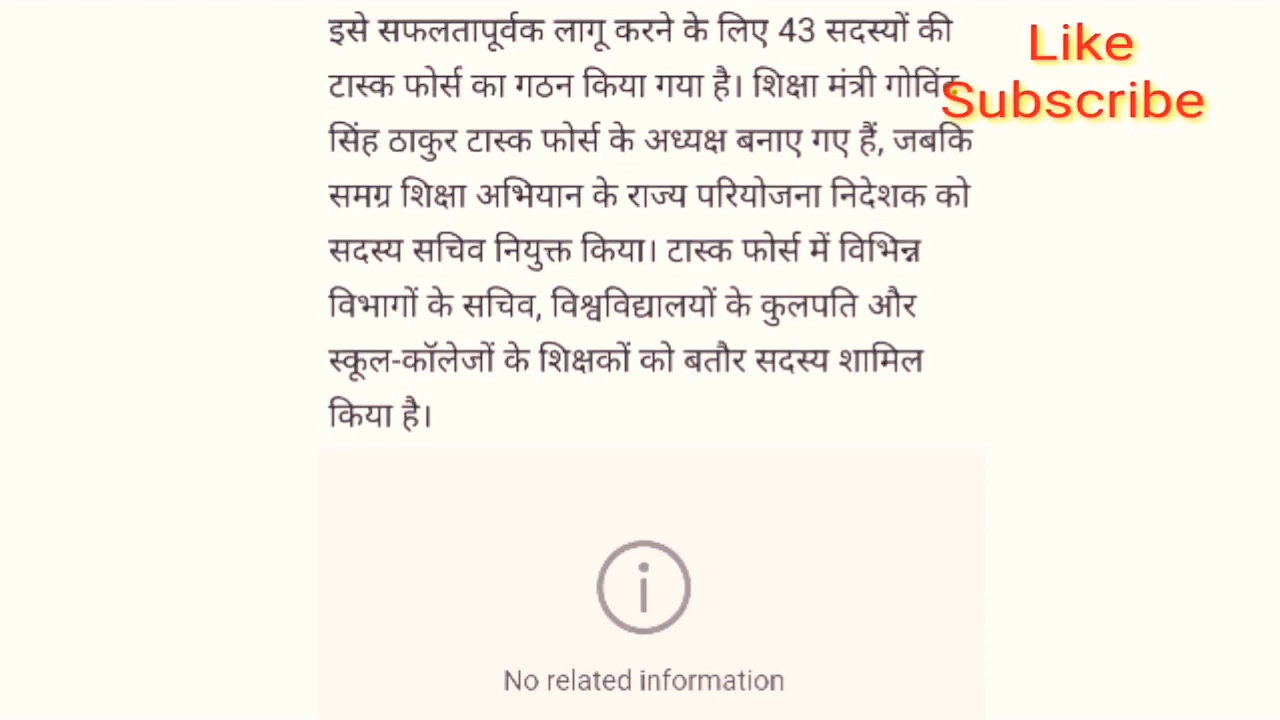 इसे सफलतापूर्वक लागू करने के लिए 43 सदस्यों की
टास्क फोर्स का गठन किया गया है। शिक्षा मंत्री गोविंद
सिंह ठाकुर टास्क फोर्स के अध्यक्ष बनाए गए हैं, जबकि
समग्र शिक्षा अभियान के राज्य परियोजना निदेशक को
सदस्य सचिव नियुक्त किया। टास्क फोर्स में विभिन्न
विभागों के सचिव, विश्वविद्यालयों के कुलपति और
स्कूल-कॉलेजों के शिक्षकों को बतौर सदस्य शामिल
किया है।
Like
Subscribe
No related information